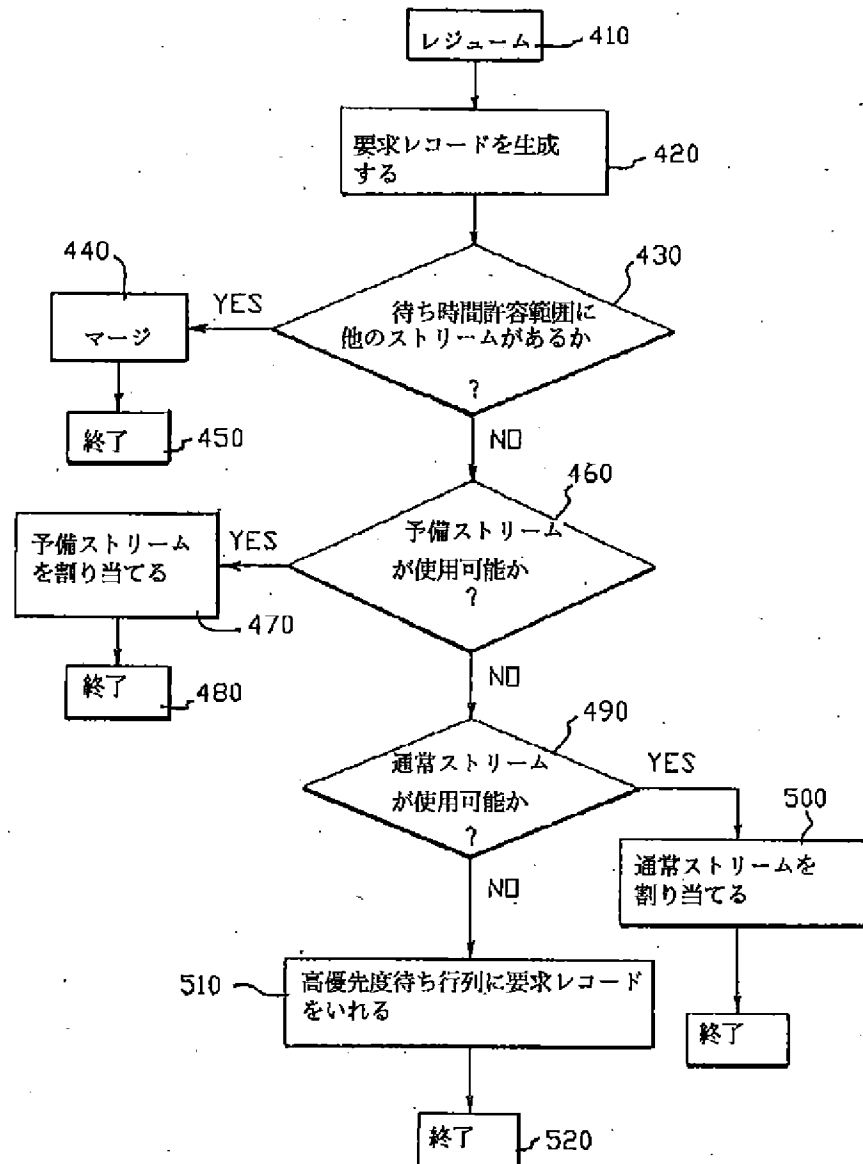 レジューム
410
要求レコードを生成
する
420
430
待ち時間許容範囲に
他のストリームがあるか
?
YES
440
マージ
終了
450
NO
460
予備ストリーム
が使用可能か
?
YES
予備ストリーム
を割り当てる
470
終了
480
NO
490
通常ストリーム
が使用可能か
?
YES
500
通常ストリームを
割り当てる
終了
NO
510
高優先度待ち行列に要求レコード
をいれる
終了
520